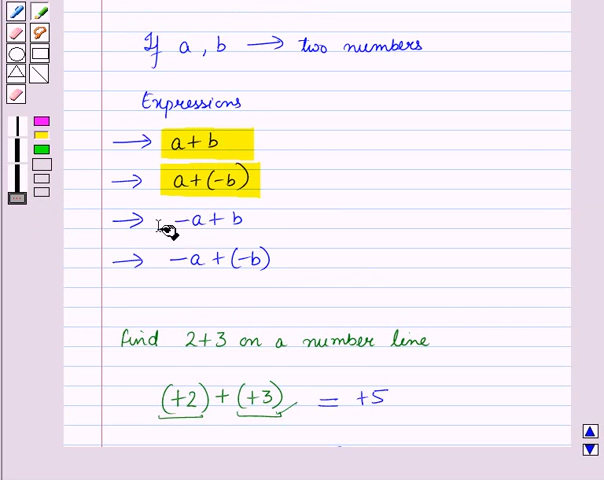 If a , b → two numbers
Expressions
→ a + b
→ a + (-b)
→ -a + b
→ -a + (-b)
find 2+3 on a number line
(+2) + (+3) = +5